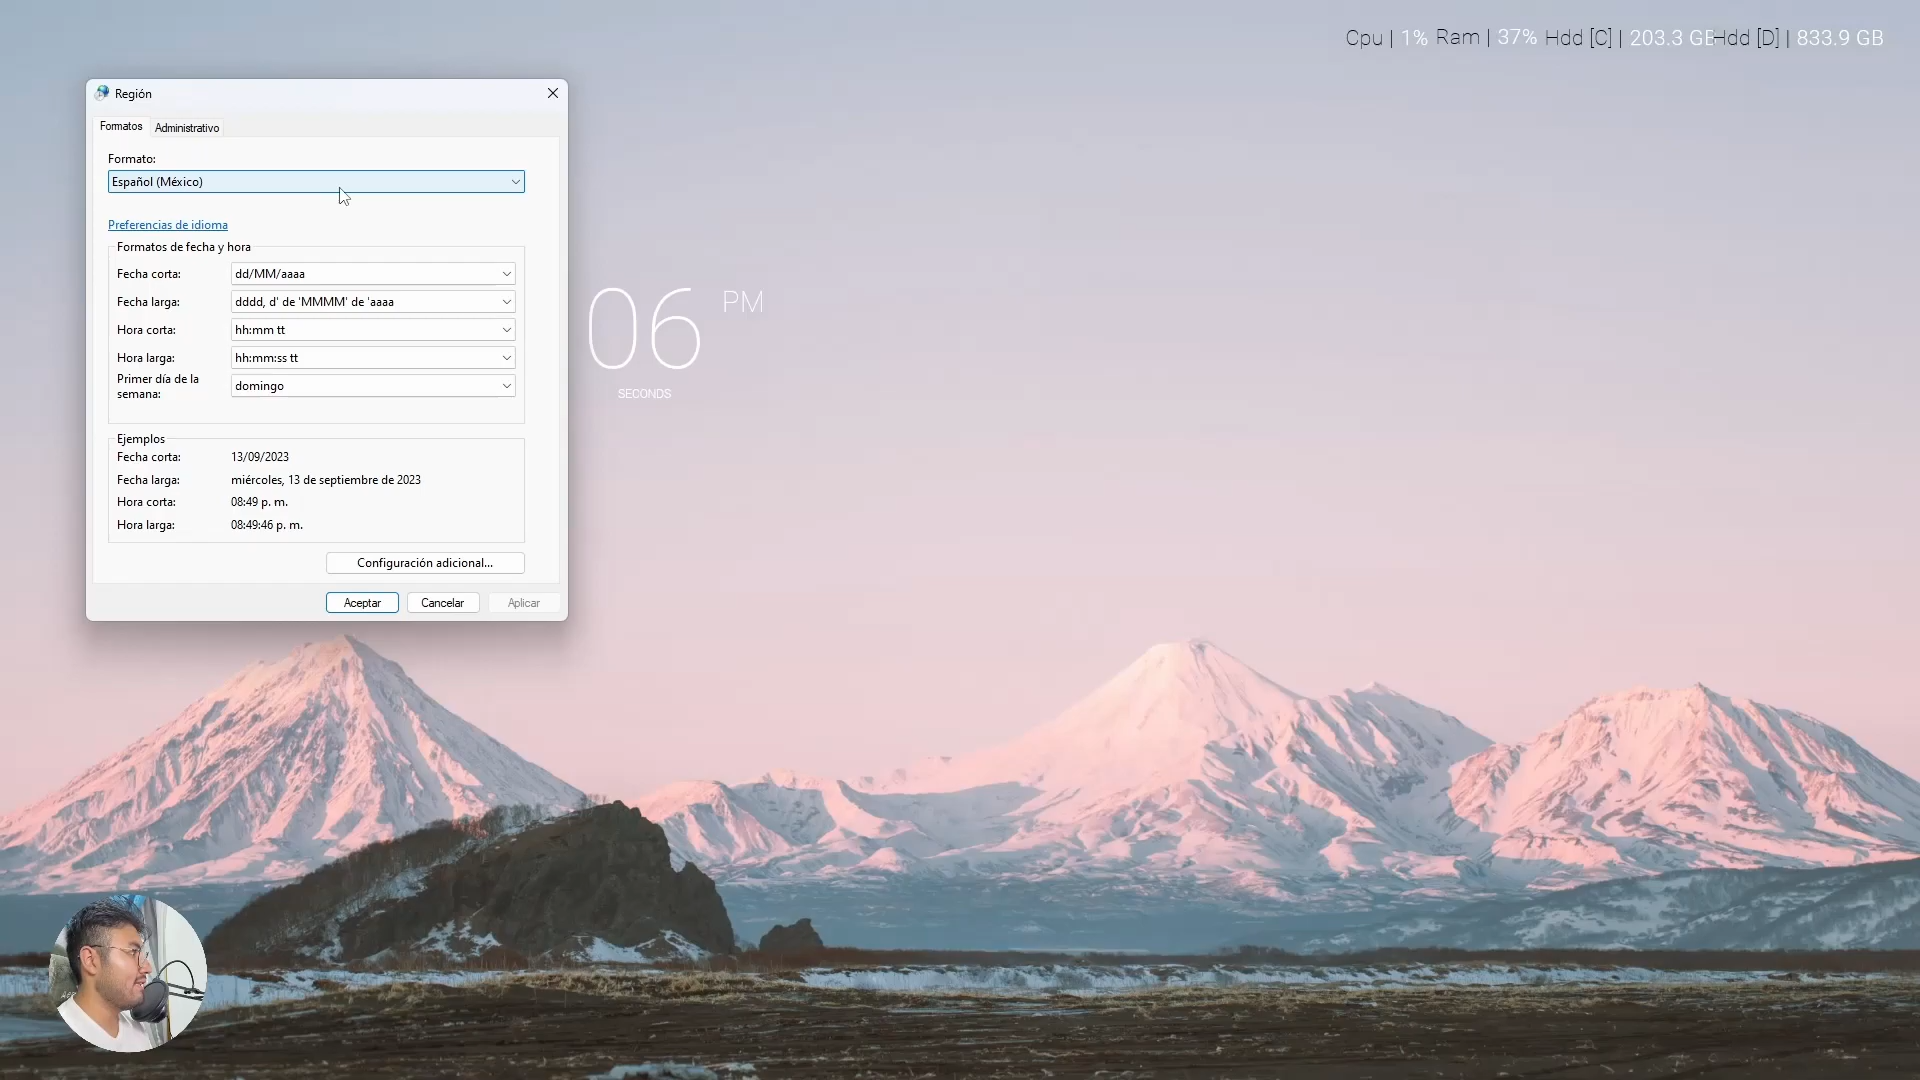 Cpu | 1% Ram | 37% Hdd [C] | 203.3 GB Hdd [D] | 833.9 GB
Región
Formatos Administrativo
Formato:
Español (México)
Preferencias de idioma
Formatos de fecha y hora
Fecha corta: dd/MM/aaaa
Fecha larga: dddd, d' de 'MMMM' de 'aaaa
Hora corta: hh:mm tt
Hora larga: hh:mm:ss tt
Primer día de la
semana:
domingo
06 PM
SECONDS
Ejemplos
Fecha corta: 13/09/2023
Fecha larga: miércoles, 13 de septiembre de 2023
Hora corta: 08:49 p. m.
Hora larga: 08:49:46 p. m.
Configuración adicional...
Aceptar Cancelar Aplicar